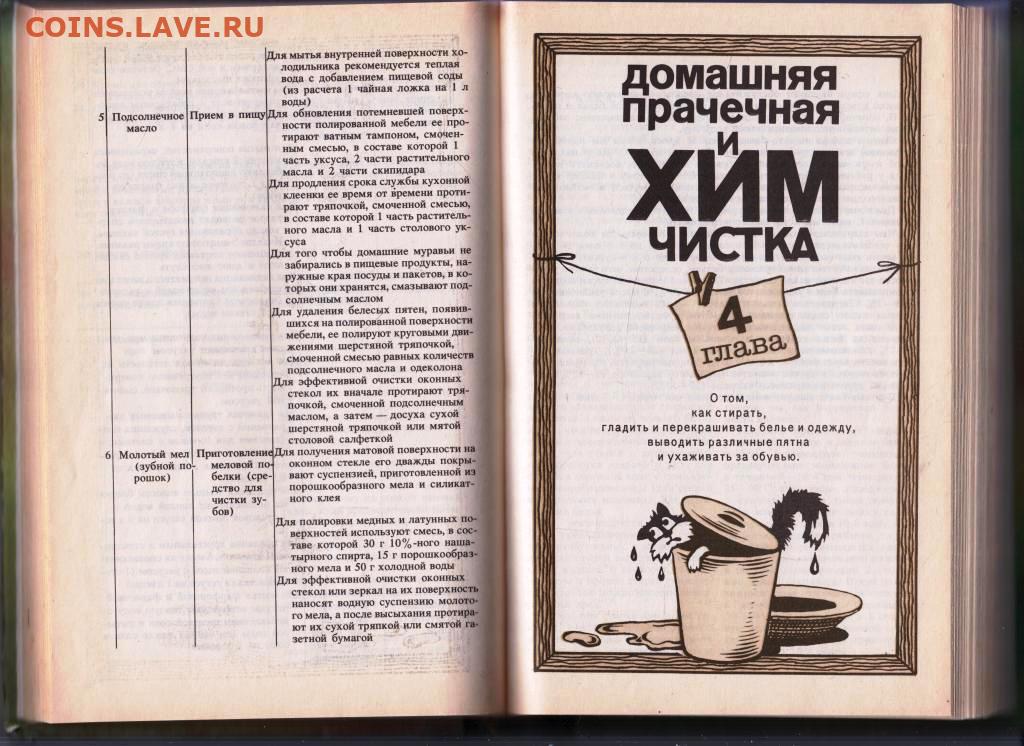 COINS.LAVE.РУ
Для мытья внутренней поверхности хо-
лодильника рекомендуется теплая
вода с добавлением пищевой соды
(из расчета 1 чайная ложка на 1 л
воды)
5 Подсолнечное Прием в пищу Для обновления потемневшей поверх-
масло ности полированной мебели ее про-
тирают ватным тампоном, смочен-
ным смесью, в составе которой 1
часть уксуса, 2 части растительного
масла и 2 части скипидара
Для продления срока службы кухонной
клеенки ее время от времени проти-
рают тряпочкой, смоченной смесью,
в составе которой 1 часть раститель-
ного масла и 1 часть столового ук-
суса
Для того чтобы домашние муравьи не
забирались в пищевые продукты, на-
ружные края посуды и пакетов, в ко-
торых они хранятся, смазывают под-
солнечным маслом
Для удаления белесых пятен, появив-
шихся на полированной поверхности
мебели, ее полируют круговыми дви-
жениями шерстяной тряпочкой,
смоченной смесью равных количеств
подсолнечного масла и одеколона
Для эффективной очистки оконных
стекол их вначале протирают тря-
почкой, смоченной подсолнечным
маслом, а затем — досуха сухой
шерстяной тряпочкой или мятой
столовой салфеткой
6 Молотый мел Приготовление Для получения матовой поверхности на
(зубной по- меловой по- оконном стекле его дважды покры-
рошок) белки (сре- вают суспензией, приготовленной из
дство для порошкообразного мела и силикат-
чистки зу- ного клея
бов)
Для полировки медных и латунных по-
верхностей используют смесь, в сос-
таве которой 30 г 10%-ного наша-
тырного спирта, 15 г порошкообраз-
ного мела и 50 г холодной воды
Для эффективной очистки оконных
стекол или зеркал на их поверхность
наносят водную суспензию молото-
го мела, а после высыхания протира-
ют их сухой тряпкой или смятой га-
зетной бумагой
домашняя
прачечная
и
ХИМ
ЧИСТКА
4
глава
О том,
как стирать,
гладить и перекрашивать белье и одежду,
выводить различные пятна
и ухаживать за обувью.